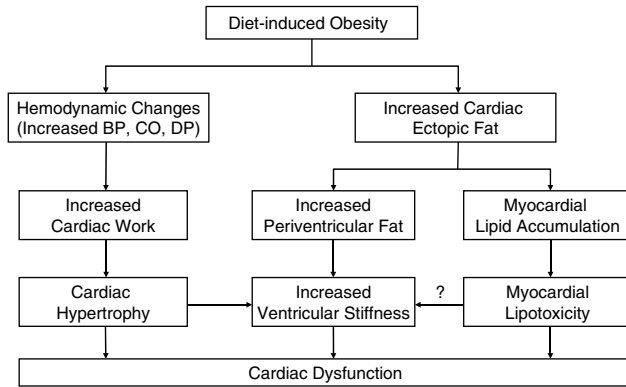 Diet-induced Obesity
Hemodynamic Changes
(Increased BP, CO, DP)
Increased Cardiac
Ectopic Fat
Increased
Cardiac Work
Increased
Periventricular Fat
Myocardial
Lipid Accumulation
Cardiac
Hypertrophy
Increased
Ventricular Stiffness
?
Myocardial
Lipotoxicity
Cardiac Dysfunction